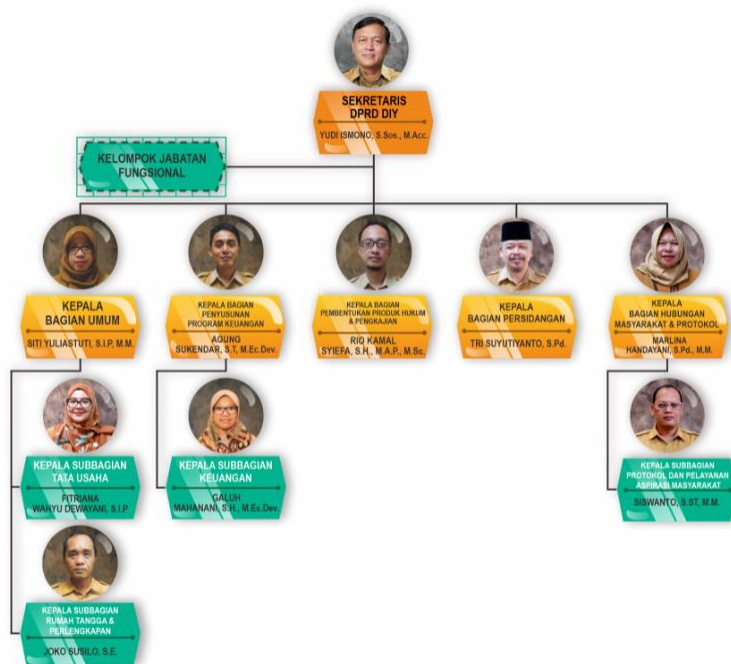 SEKRETARIS
DPRD DIY
YUDI ISMONO, S.Sos., M.Acc.
KELOMPOK JABATAN
FUNGSIONAL
KEPALA
BAGIAN UMUM
SITI YULIASTUTI, S.I.P, M.M.
KEPALA BAGIAN
PENYUSUNAN
PROGRAM KEUANGAN
AGUNG
SUKENDAR, S.T, M.Ec.Dev.
KEPALA BAGIAN
PEMBENTUKAN PRODUK HUKUM
& PENGKAJIAN
RIO KAMAL
SYIEFA, S.H., M.A.P., M.Sc.
KEPALA
BAGIAN PERSIDANGAN
TRI SUYUTIYANTO, S.Pd.
KEPALA
BAGIAN HUBUNGAN
MASYARAKAT & PROTOKOL
MARLINA
HANDAYANI, S.Pd., M.M.
KEPALA SUBBAGIAN
TATA USAHA
FITRIANA
WAHYU DEWAYANI, S.I.P
KEPALA SUBBAGIAN
KEUANGAN
GALUH
MAHANANI, S.H., M.Ec.Dev.
KEPALA SUBBAGIAN
PROTOKOL DAN PELAYANAN
ASPIRASI MASYARAKAT
SISWANTO, S.ST, M.M.
KEPALA SUBBAGIAN
RUMAH TANGGA &
PERLENGKAPAN
JOKO SUSILO, S.E.